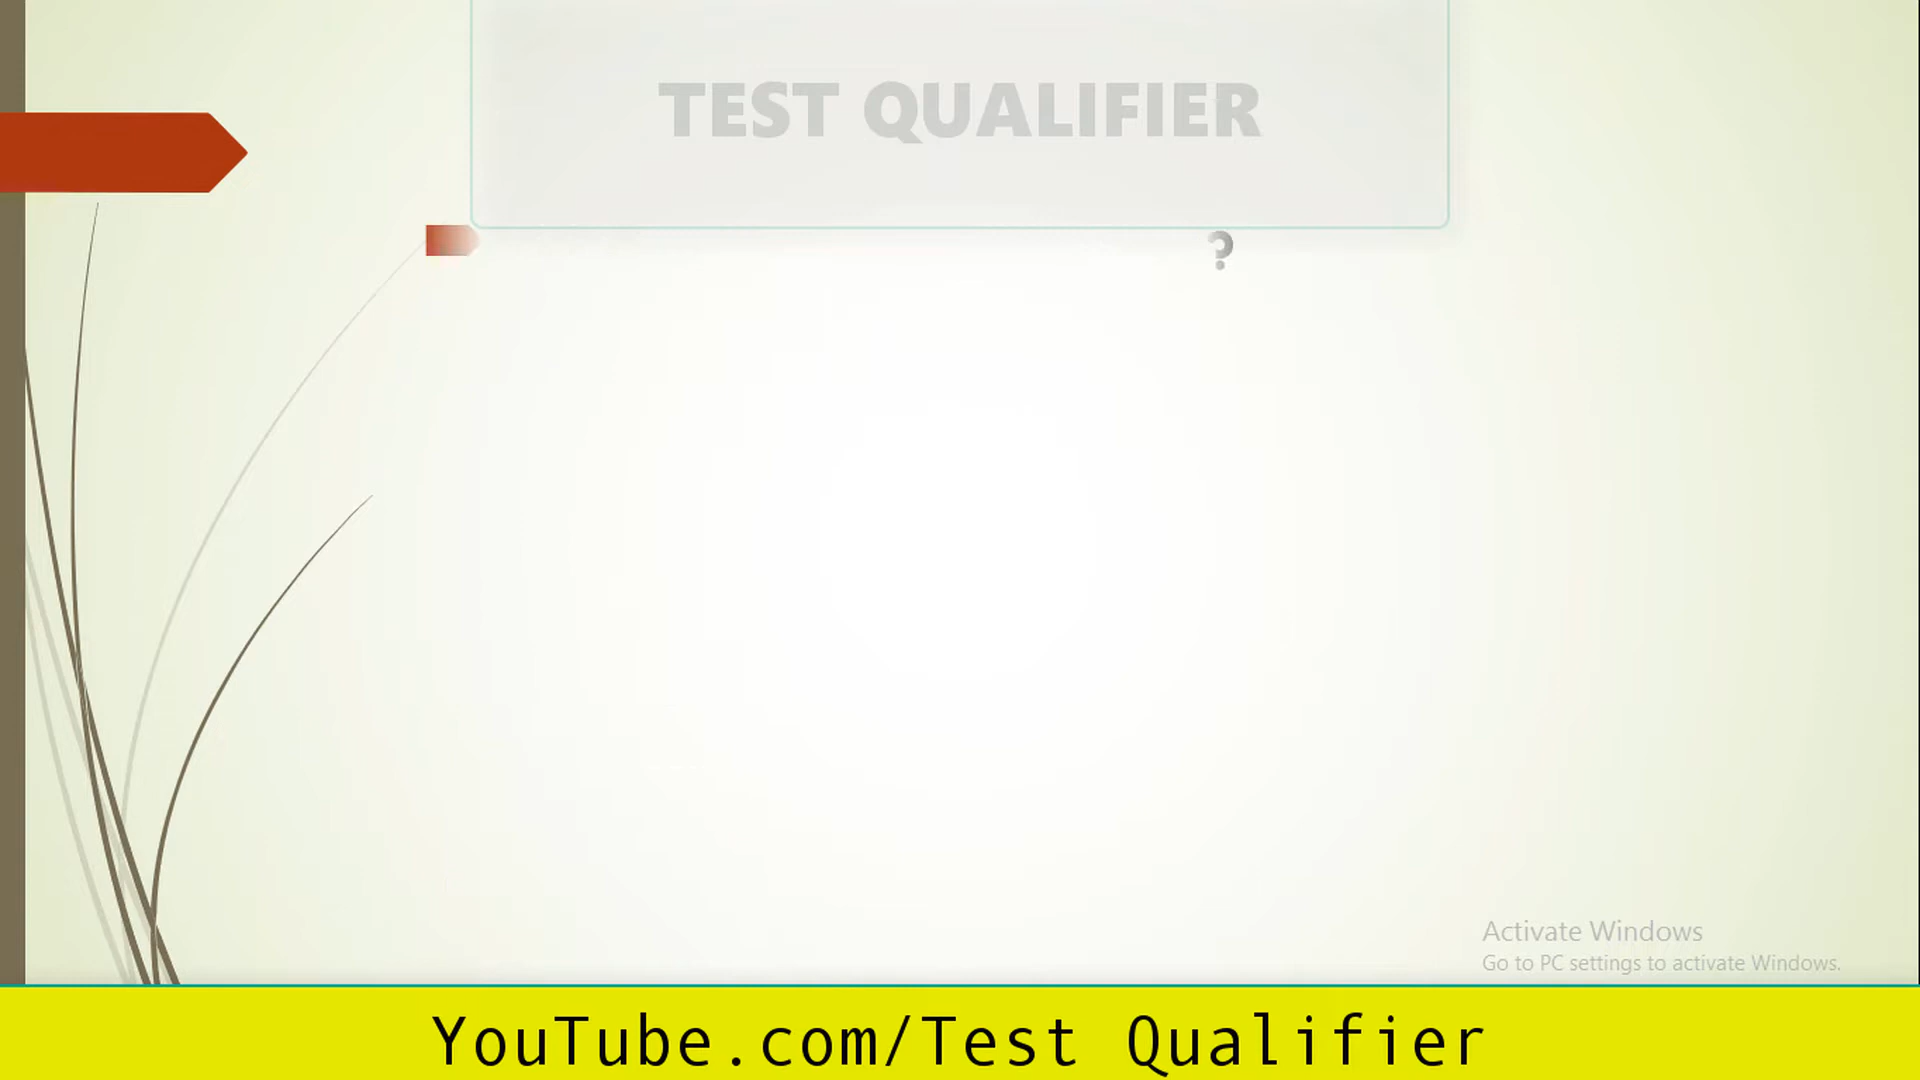 TEST QUALIFIER
?
Activate Windows
Go to PC settings to activate Windows.
YouTube.com/Test Qualifier